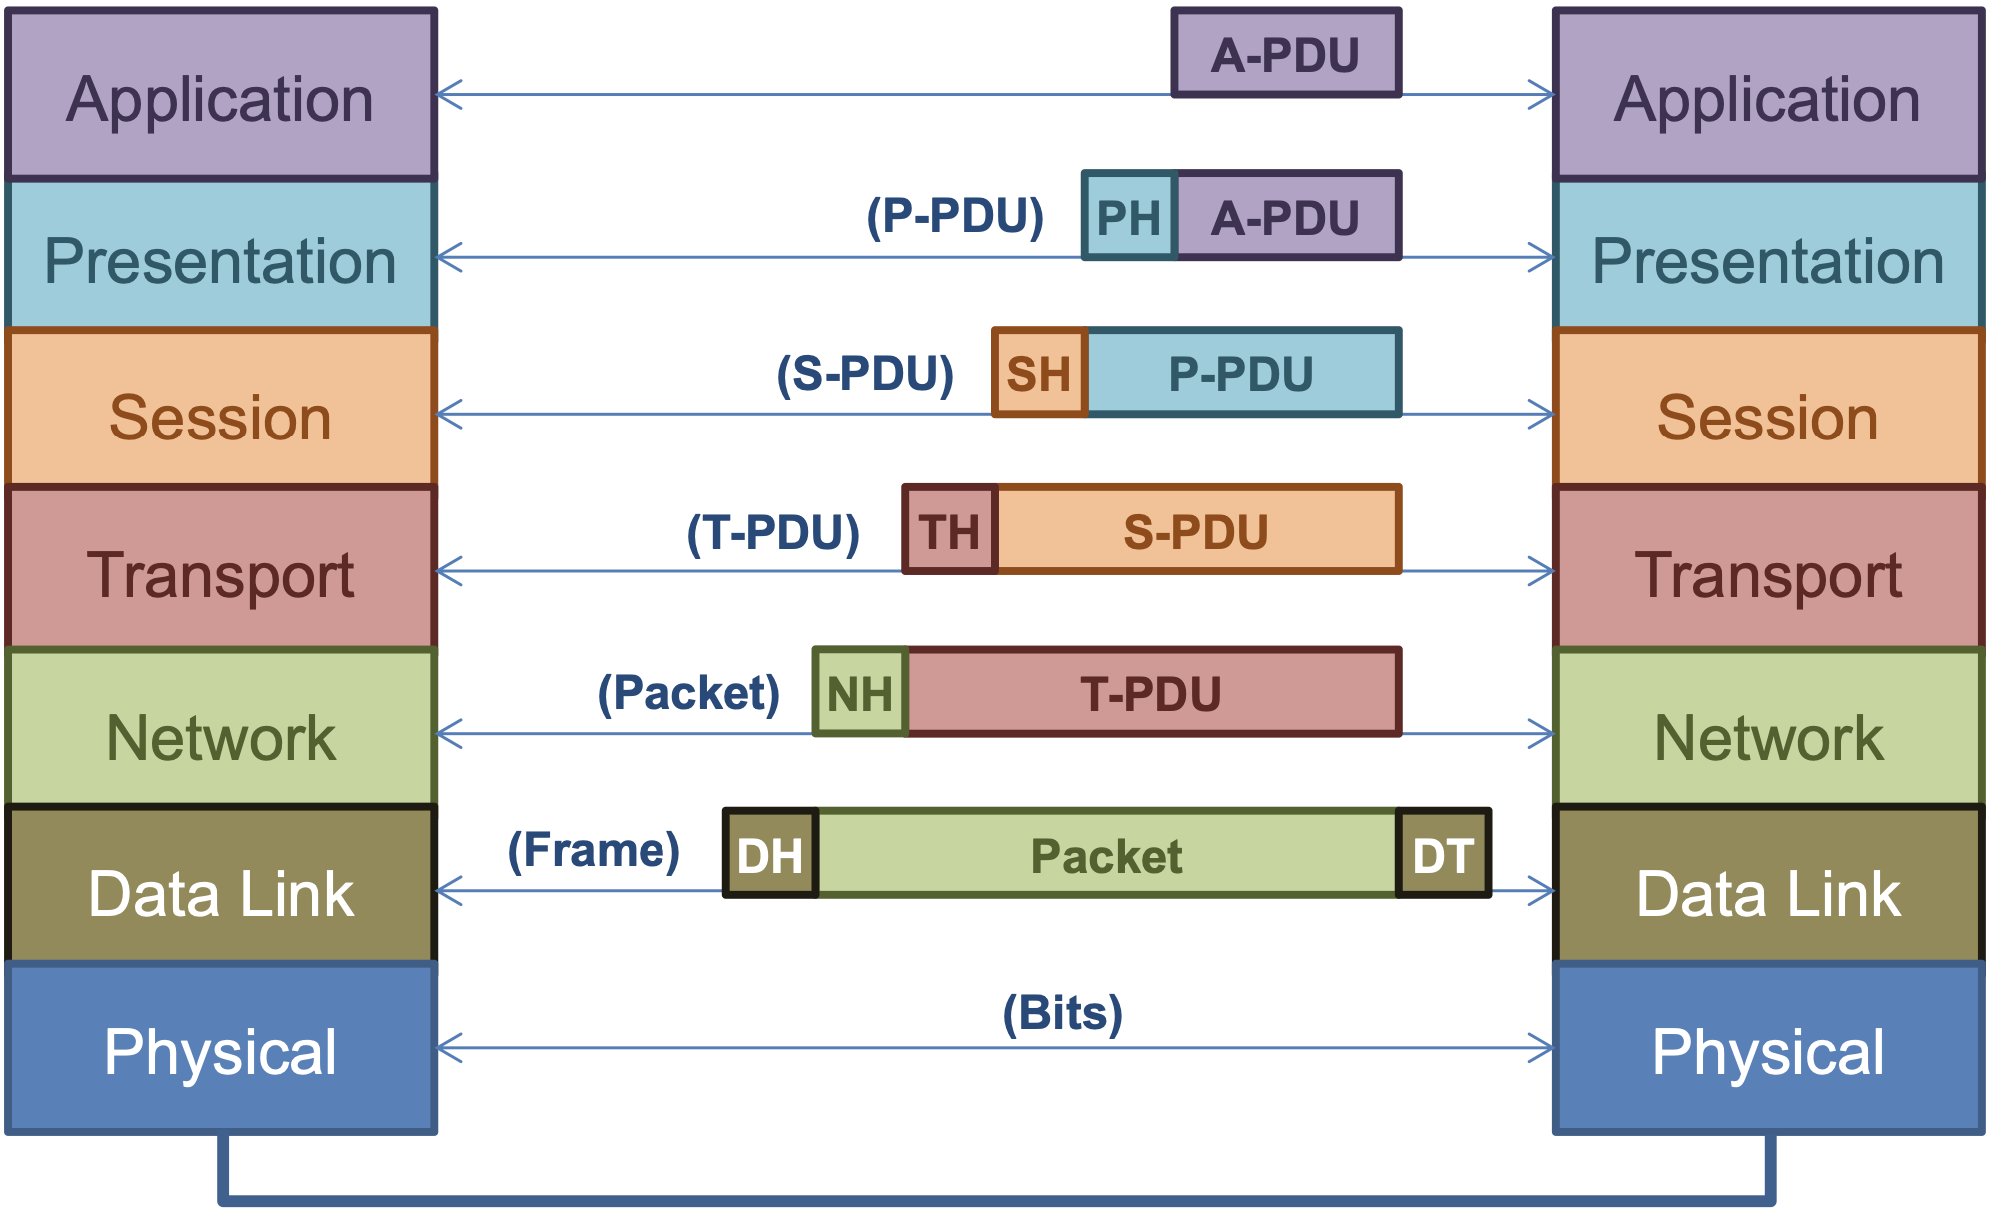 Application
A-PDU
Application
Presentation
(P-PDU)
PH
A-PDU
Presentation
Session
(S-PDU)
SH
P-PDU
Session
Transport
(T-PDU)
TH
S-PDU
Transport
Network
(Packet)
NH
T-PDU
Network
Data Link
(Frame)
DH
Packet
DT
Data Link
Physical
(Bits)
Physical